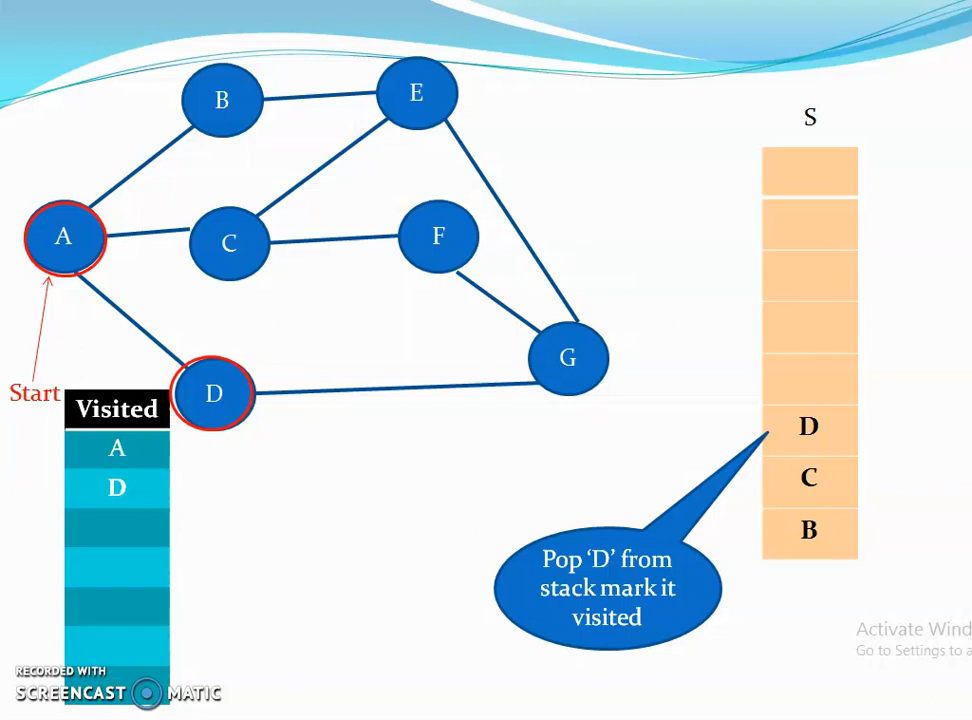 B
E
S
A
C
F
G
Start
D
Visited
A
D
D
C
B
Pop ‘D’ from
stack mark it
visited
Activate Wind
Go to Settings to a
RECORDED WITH
SCREENCAST MATIC